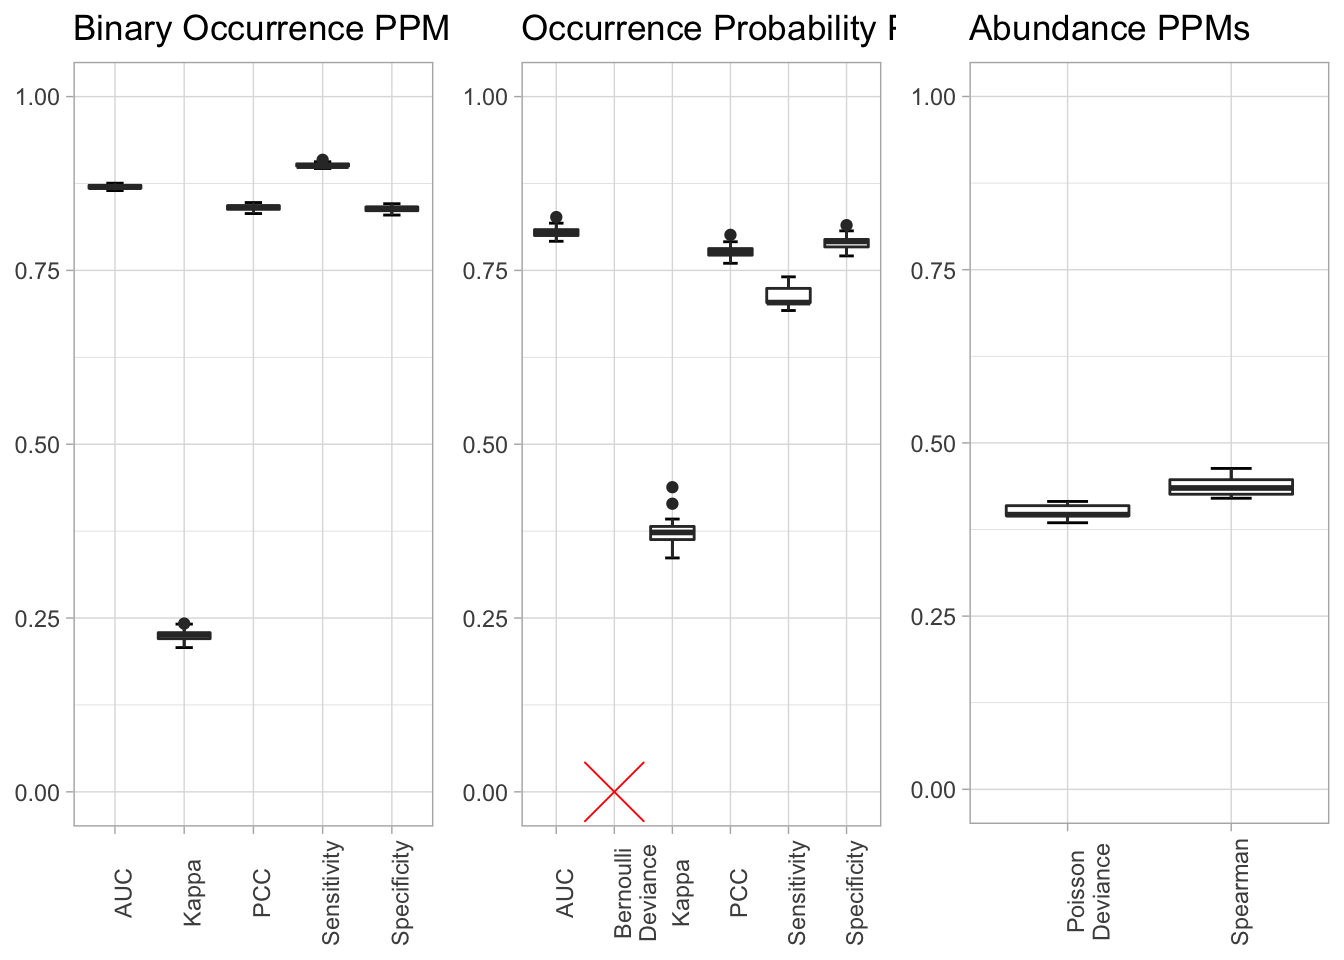 Binary Occurrence PPM
1.00
0.75
0.50
0.25
0.00
AUC
Kappa
PCC
Sensitivity
Specificity
Occurrence Probability
1.00
0.75
0.50
0.25
0.00
AUC
Bernoulli
Deviance
Kappa
PCC
Sensitivity
Specificity
Abundance PPMs
1.00
0.75
0.50
0.25
0.00
Poisson
Deviance
Spearman